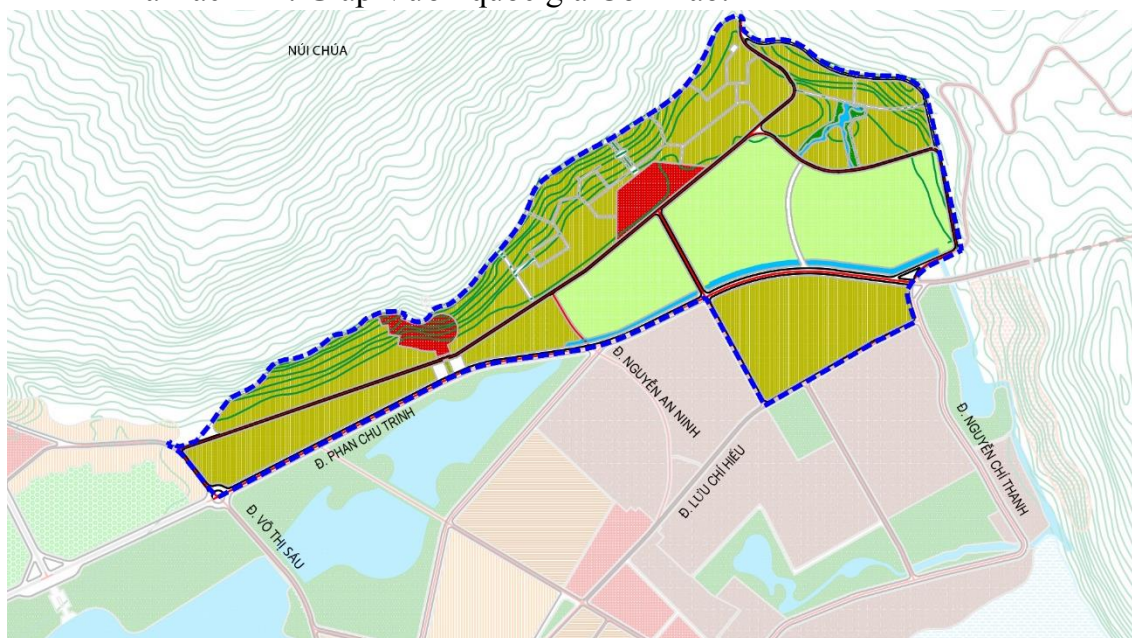 NÚI CHÚA
Đ. PHAN CHU TRINH
Đ. NGUYỄN AN NINH
Đ. LƯU CHÍ HIẾU
Đ. NGUYỄN CHÍ THANH
Đ. VÕ THỊ SÁU